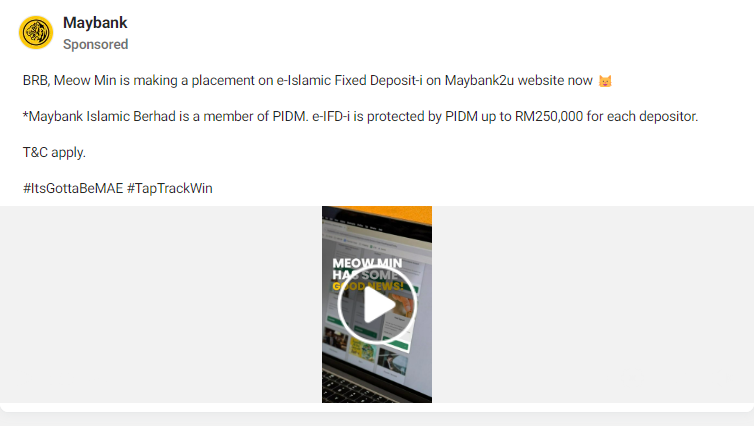 Maybank
Sponsored
BRB, Meow Min is making a placement on e-Islamic Fixed Deposit-i on Maybank2u website now 🐱
*Maybank Islamic Berhad is a member of PIDM. e-IFD-i is protected by PIDM up to RM250,000 for each depositor.
T&C apply.
#ItsGottaBeMAE #TapTrackWin
MEOW MIN
HAS SOME
GOOD NEWS!